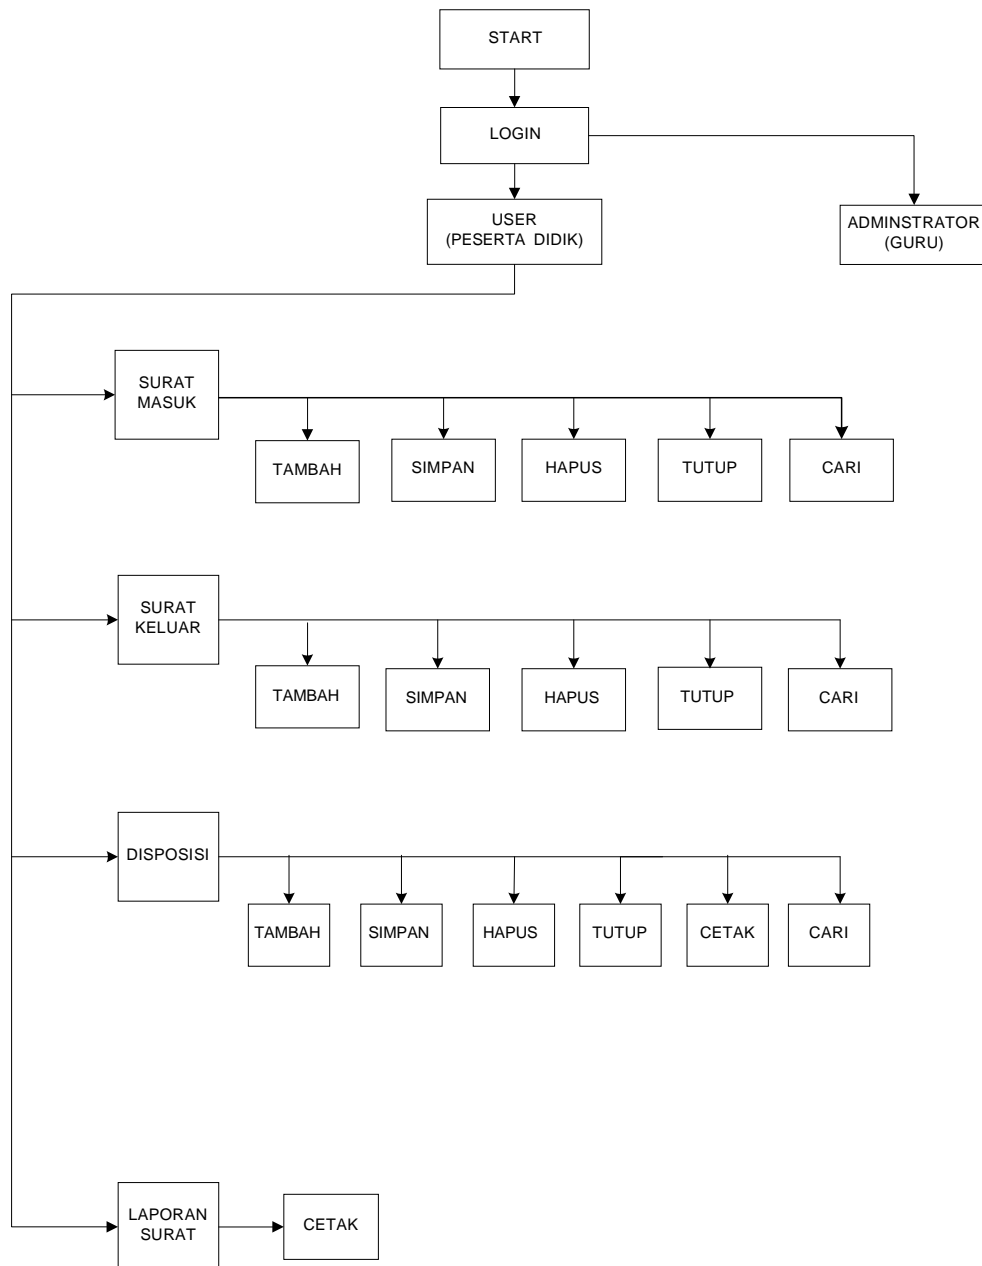 START
LOGIN
USER
(PESERTA DIDIK)
ADMINSTRATOR
(GURU)
SURAT
MASUK
TAMBAH
SIMPAN
HAPUS
TUTUP
CARI
SURAT
KELUAR
TAMBAH
SIMPAN
HAPUS
TUTUP
CARI
DISPOSISI
TAMBAH
SIMPAN
HAPUS
TUTUP
CETAK
CARI
LAPORAN
SURAT
CETAK